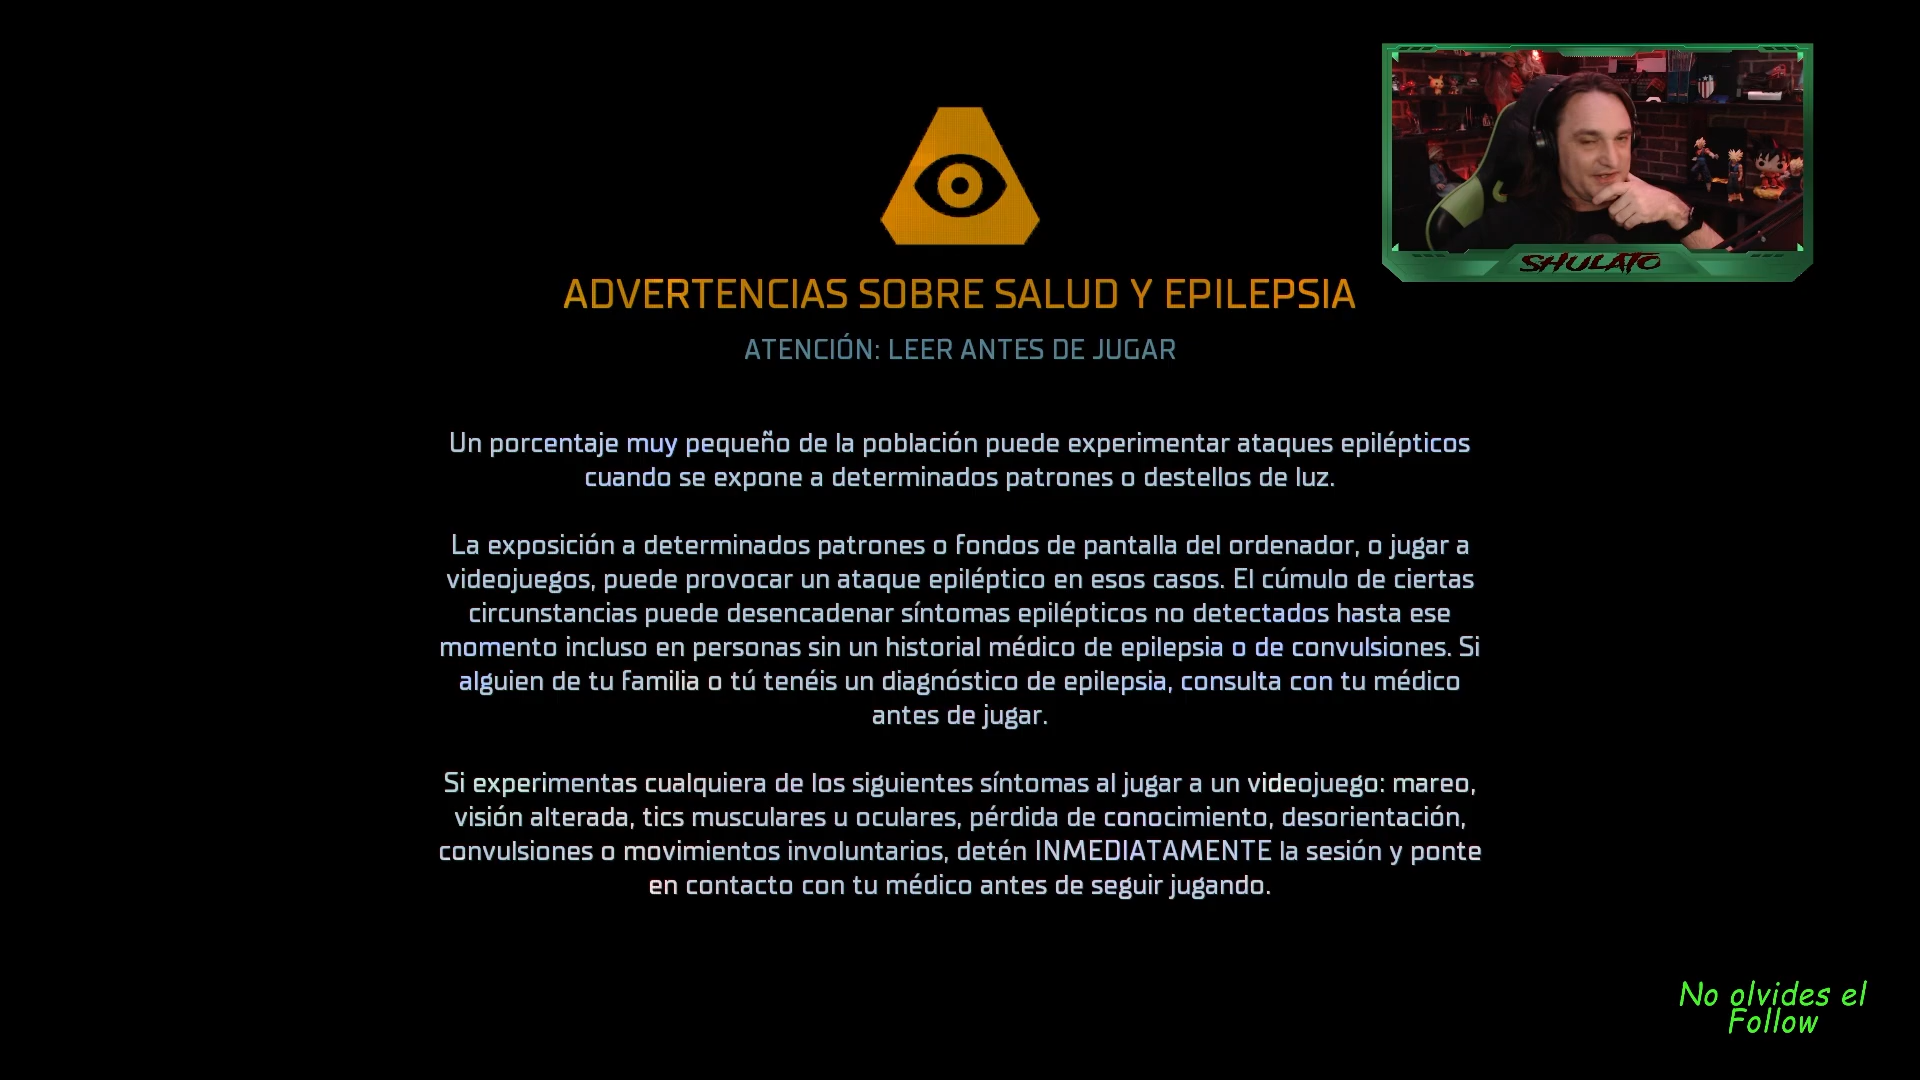 SHULATO
ADVERTENCIAS SOBRE SALUD Y EPILEPSIA
ATENCIÓN: LEER ANTES DE JUGAR
Un porcentaje muy pequeño de la población puede experimentar ataques epilépticos
cuando se expone a determinados patrones o destellos de luz.
La exposición a determinados patrones o fondos de pantalla del ordenador, o jugar a
videojuegos, puede provocar un ataque epiléptico en esos casos. El cúmulo de ciertas
circunstancias puede desencadenar síntomas epilépticos no detectados hasta ese
momento incluso en personas sin un historial médico de epilepsia o de convulsiones. Si
alguien de tu familia o tú tenéis un diagnóstico de epilepsia, consulta con tu médico
antes de jugar.
Si experimentas cualquiera de los siguientes síntomas al jugar a un videojuego: mareo,
visión alterada, tics musculares u oculares, pérdida de conocimiento, desorientación,
convulsiones o movimientos involuntarios, detén INMEDIATAMENTE la sesión y ponte
en contacto con tu médico antes de seguir jugando.
No olvides el
Follow